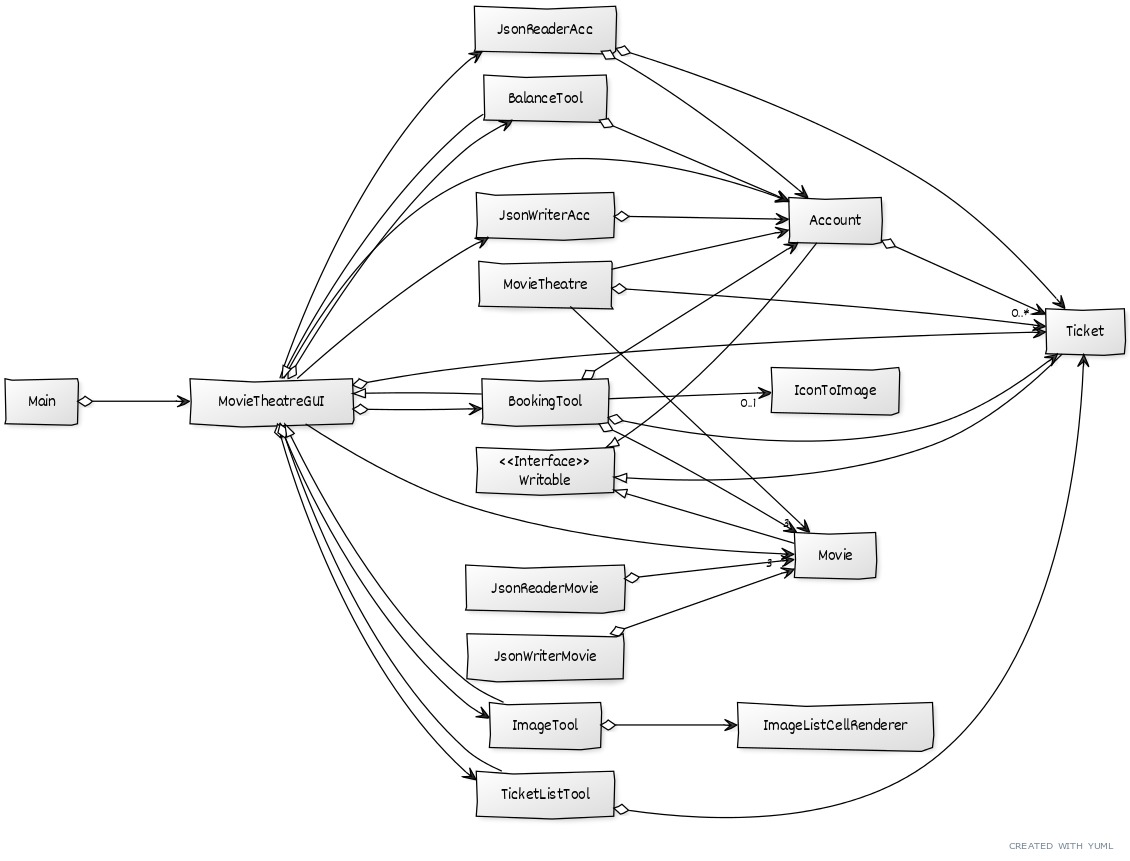 JsonReaderAcc
BalanceTool
JsonWriterAcc
Account
MovieTheatre
0..*
Ticket
Main
MovieTheatreGUI
BookingTool
0..1
IconToImage
<<Interface>>
Writable
3
Movie
3
JsonReaderMovie
JsonWriterMovie
ImageTool
ImageListCellRenderer
TicketListTool
CREATED WITH YUML